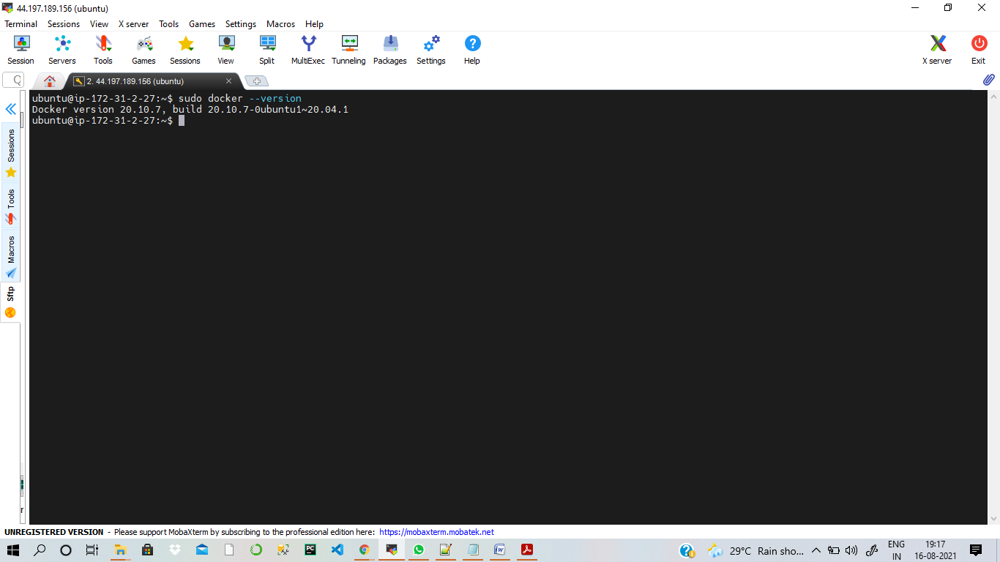 44.197.189.156 (ubuntu)
Terminal Sessions View X server Tools Games Settings Macros Help
Session Servers Tools Games Sessions View Split MultiExec Tunneling Packages Settings Help X server Exit
2. 44.197.189.156 (ubuntu)
ubuntu@ip-172-31-2-27:~$ sudo docker --version
Docker version 20.10.7, build 20.10.7-0ubuntu1~20.04.1
ubuntu@ip-172-31-2-27:~$
Sessions
Tools
Macros
Sftp
r
UNREGISTERED VERSION - Please support MobaXterm by subscribing to the professional edition here: https://mobaxterm.mobatek.net
PC
29°C Rain sho...
ENG
IN
19:17
16-08-2021